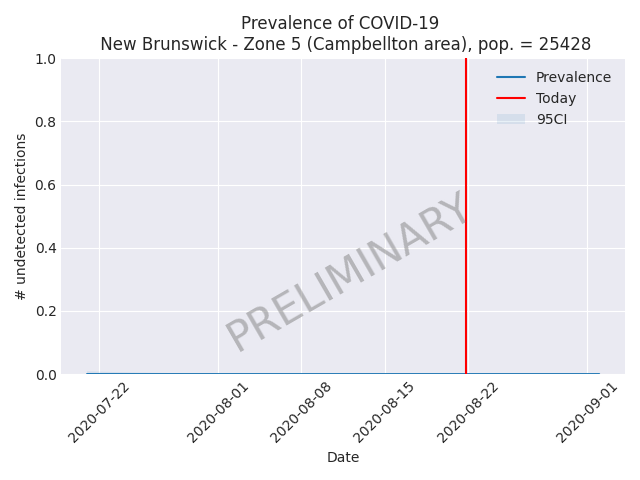 Prevalence of COVID-19
New Brunswick - Zone 5 (Campbellton area), pop. = 25428
1.0
0.8
0.6
0.4
0.2
0.0
# undetected infections
Prevalence
Today
95CI
PRELIMINARY
2020-07-22
2020-08-01
2020-08-08
2020-08-15
2020-08-22
2020-09-01
Date